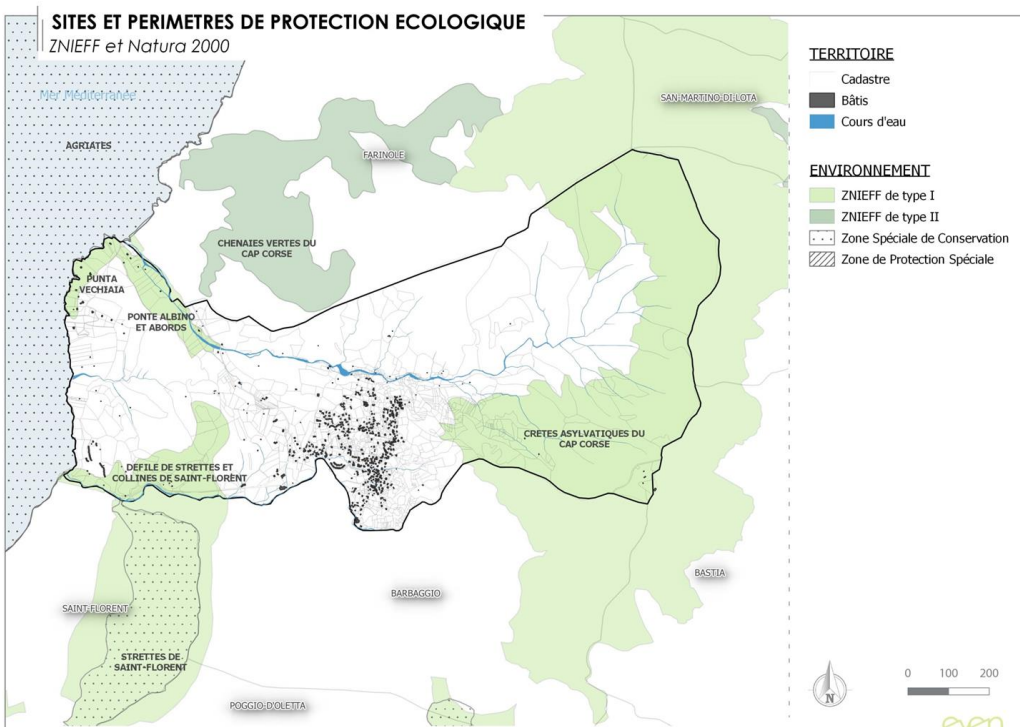 SITES ET PERIMETRES DE PROTECTION ECOLOGIQUE
ZNIEFF et Natura 2000
Mer Méditerranée
AGRIATES
SAN-MARTINO-DI-LOTA
FARINOLE
CHENAIES VERTES DU
CAP CORSE
PUNTA
VECHIAIA
PONTE ALBINO
ET ABORDS
CRETES ASYLVATIQUES DU
CAP CORSE
DEFILE DE STRETTES ET
COLLINES DE SAINT-FLORENT
BASTIA
BARBAGGIO
SAINT-FLORENT
STRETTES DE
SAINT-FLORENT
POGGIO-D'OLETTA
TERRITOIRE
Cadastre
Bâtis
Cours d'eau
ENVIRONNEMENT
ZNIEFF de type I
ZNIEFF de type II
Zone Spéciale de Conservation
Zone de Protection Spéciale
N
0 100 200
even